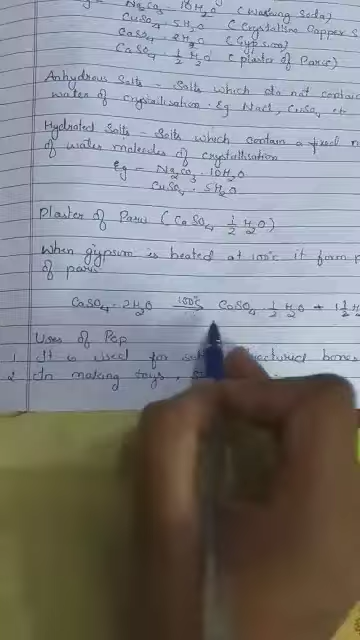 Eg - Na2CO3 · 10H2O (Washing Soda)
CuSO4 · 5H2O (Crystalline Copper S
CaSO4 · 2H2O (Gypsum)
CaSO4 · 1/2 H2O (plaster of Paris)
Anhydrous Salts - Salts which do not contain
water of crystallisation. Eg NaCl, CuSO4 etc
Hydrated Salts - Salts which contain a fixed n
of water molecules of crystallisation
Eg - Na2CO3 · 10H2O
CuSO4 · 5H2O
Plaster of Paris (CaSO4 1/2 H2O)
When gypsum is heated at 100°C it form p
of paris
CaSO4 · 2H2O 100°C → CaSO4 · 1/2 H2O + 1 1/2 H2
Uses of Pop
1 It is used for fractured bones
2 In making toys,